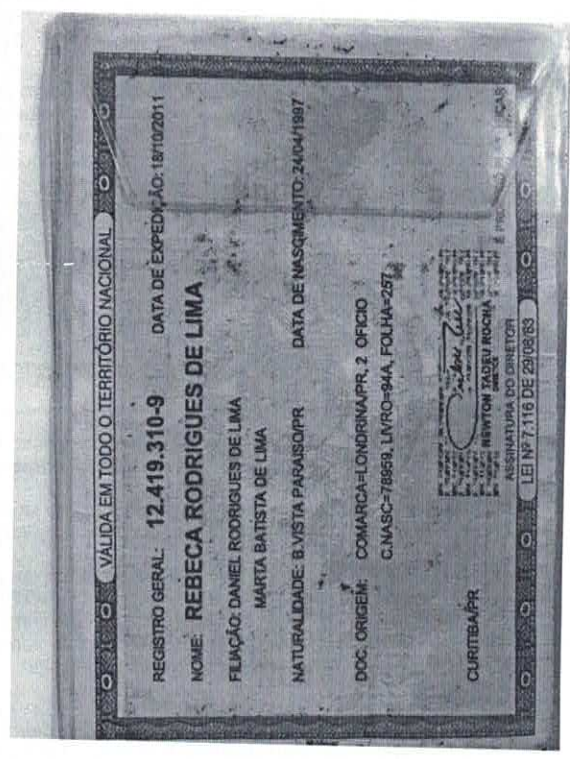 VÁLIDA EM TODO O TERRITÓRIO NACIONAL
REGISTRO GERAL: 12.419.310-9 DATA DE EXPEDIÇÃO: 18/10/2011
NOME: REBECA RODRIGUES DE LIMA
FILIAÇÃO: DANIEL RODRIGUES DE LIMA
MARTA BATISTA DE LIMA
NATURALIDADE: B.VISTA PARAISO/PR DATA DE NASCIMENTO: 24/04/1997
DOC. ORIGEM: COMARCA=LONDRINA/PR, 2 OFICIO
C.NASC=78959, LIVRO=94A, FOLHA=257
CURITIBA/PR
NEWTON TADEU ROCHA
DIRETOR
ASSINATURA DO DIRETOR
É
LEI Nº 7.116 DE 29/08/83